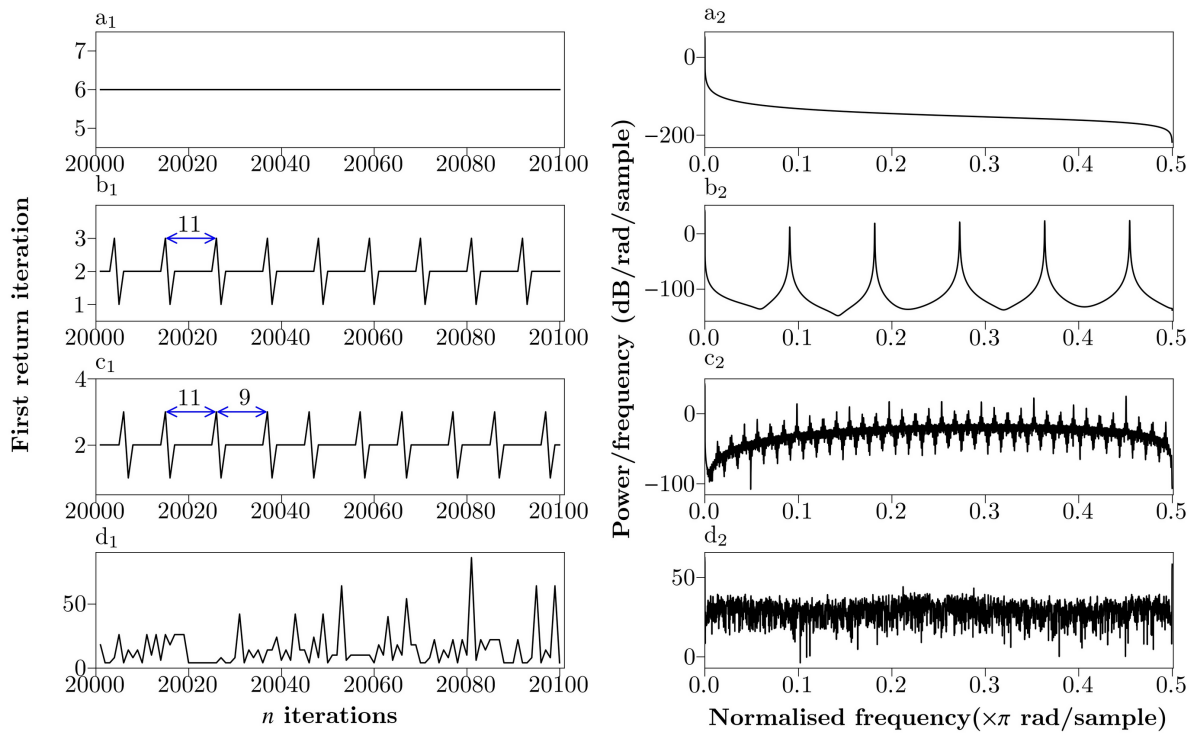 a1
a2
7
6
5
20000 20020 20040 20060 20080 20100
0
−200
0.0 0.1 0.2 0.3 0.4 0.5
b1
b2
11
3
2
1
20000 20020 20040 20060 20080 20100
0
−100
0.0 0.1 0.2 0.3 0.4 0.5
c1
c2
11 9
4
2
20000 20020 20040 20060 20080 20100
0
−100
0.0 0.1 0.2 0.3 0.4 0.5
d1
d2
50
0
20000 20020 20040 20060 20080 20100
50
0
0.0 0.1 0.2 0.3 0.4 0.5
First return iteration
Power/frequency (dB/rad/sample)
n iterations
Normalised frequency(×π rad/sample)